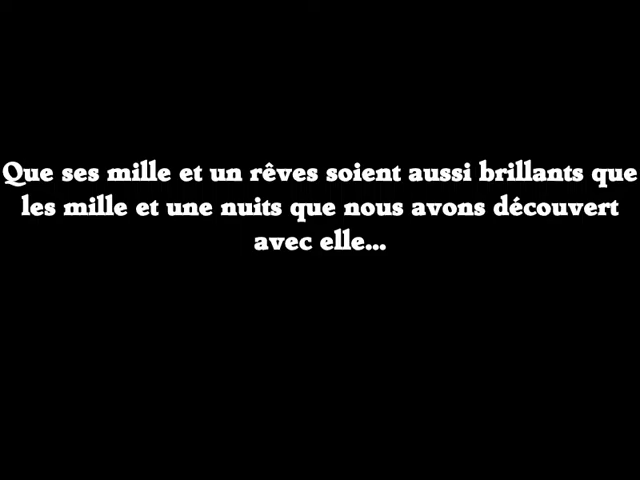 Que ses mille et un rêves soient aussi brillants que
les mille et une nuits que nous avons découvert
avec elle...